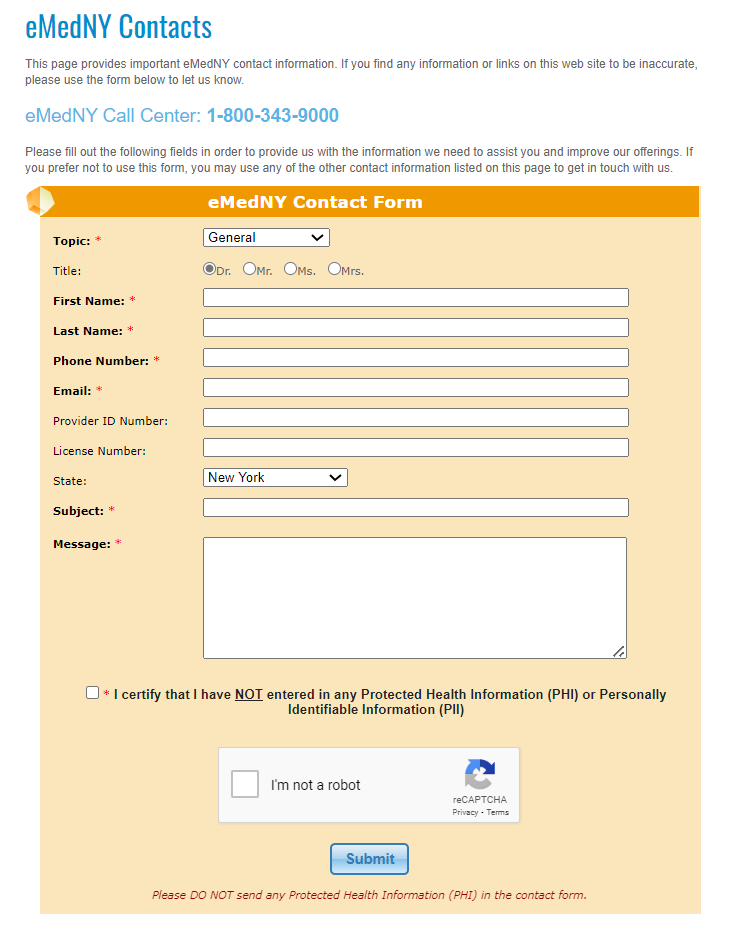 eMedNY Contacts
This page provides important eMedNY contact information. If you find any information or links on this web site to be inaccurate,
please use the form below to let us know.
eMedNY Call Center: 1-800-343-9000
Please fill out the following fields in order to provide us with the information we need to assist you and improve our offerings. If
you prefer not to use this form, you may use any of the other contact information listed on this page to get in touch with us.
eMedNY Contact Form
Topic: * General
Title: Dr. Mr. Ms. Mrs.
First Name: *
Last Name: *
Phone Number: *
Email: *
Provider ID Number:
License Number:
State: New York
Subject: *
Message: *
* I certify that I have NOT entered in any Protected Health Information (PHI) or Personally
Identifiable Information (PII)
I'm not a robot
reCAPTCHA
Privacy - Terms
Submit
Please DO NOT send any Protected Health Information (PHI) in the contact form.